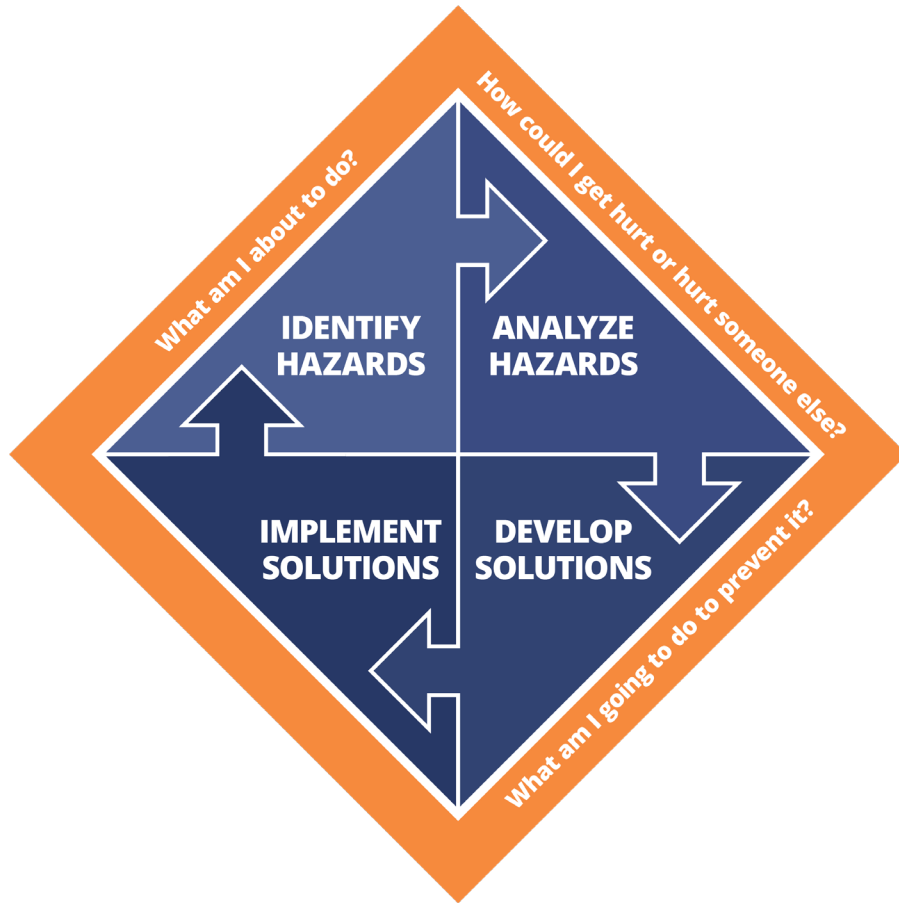 What am I about to do?
How could I get hurt or hurt someone else?
IDENTIFY
HAZARDS
ANALYZE
HAZARDS
IMPLEMENT
SOLUTIONS
DEVELOP
SOLUTIONS
What am I going to do to prevent it?